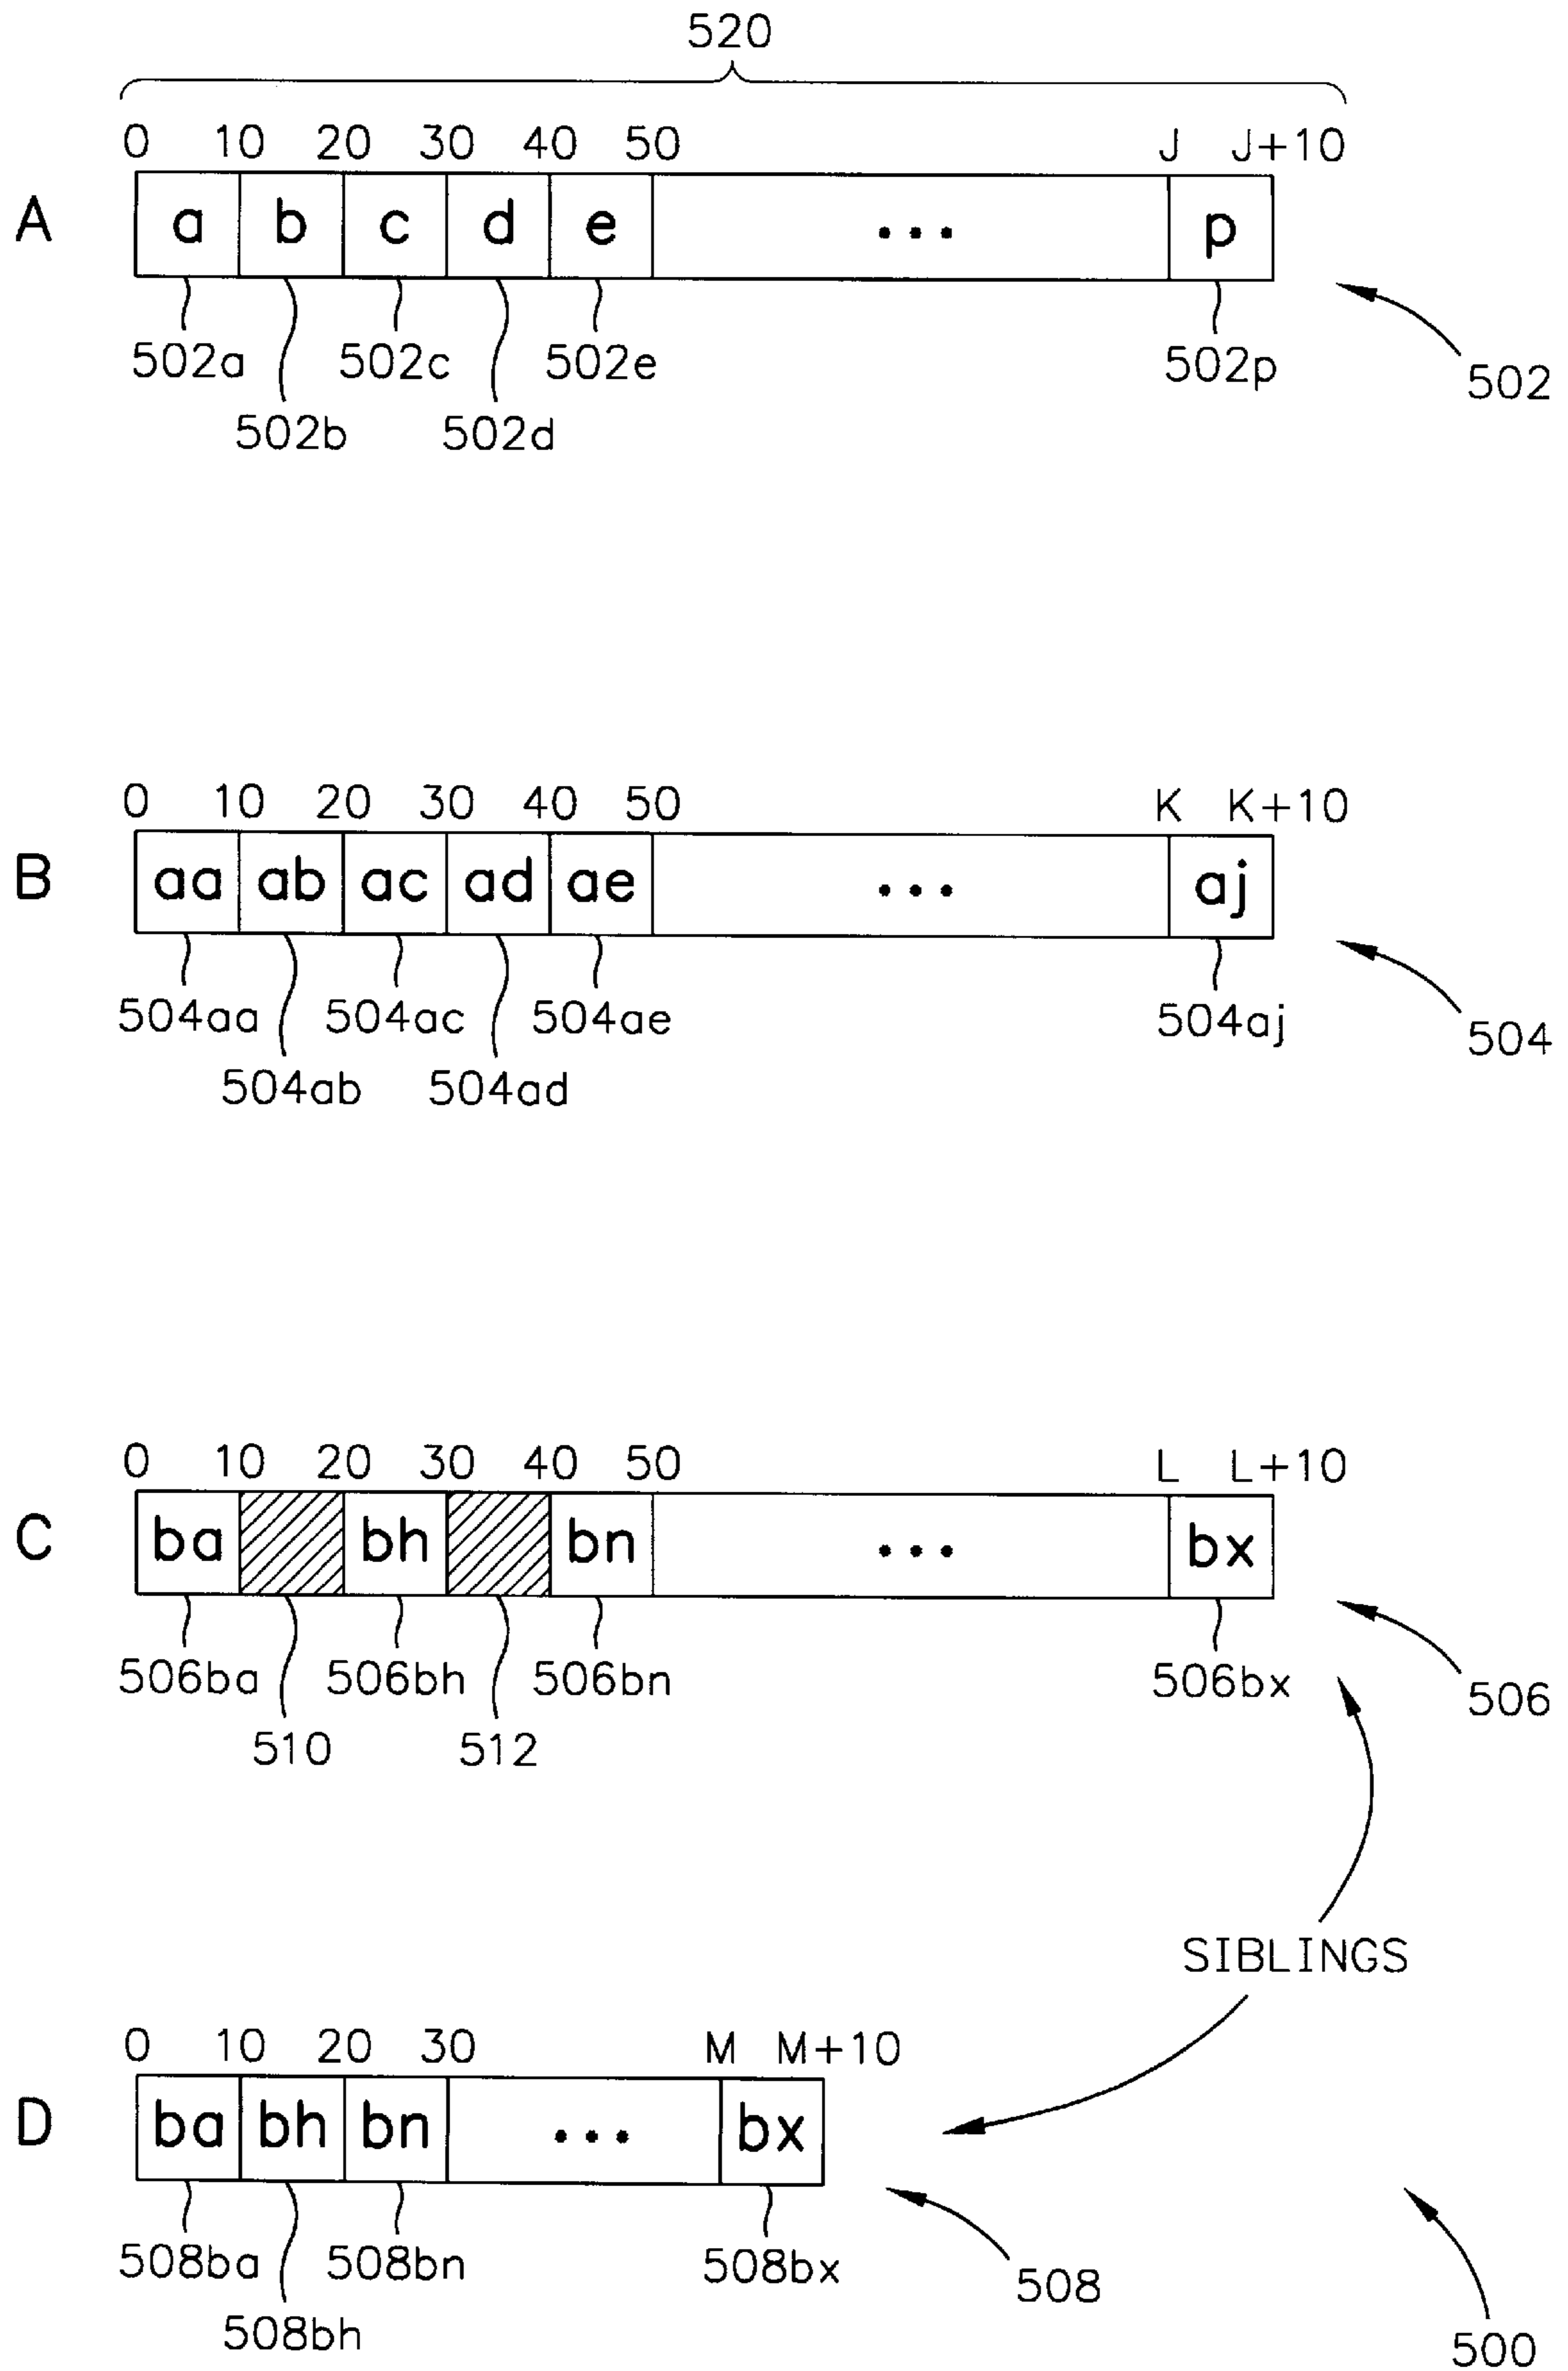 520
0 10 20 30 40 50 J J+10
A a b c d e ... p
502a 502c 502e 502p 502
502b 502d
0 10 20 30 40 50 K K+10
B aa ab ac ad ae ... aj
504aa 504ac 504ae 504aj 504
504ab 504ad
0 10 20 30 40 50 L L+10
C ba bh bn ... bx
506ba 506bh 506bn 506bx 506
510 512
SIBLINGS
0 10 20 30 M M+10
D ba bh bn ... bx
508ba 508bn 508bx 508
508bh 500